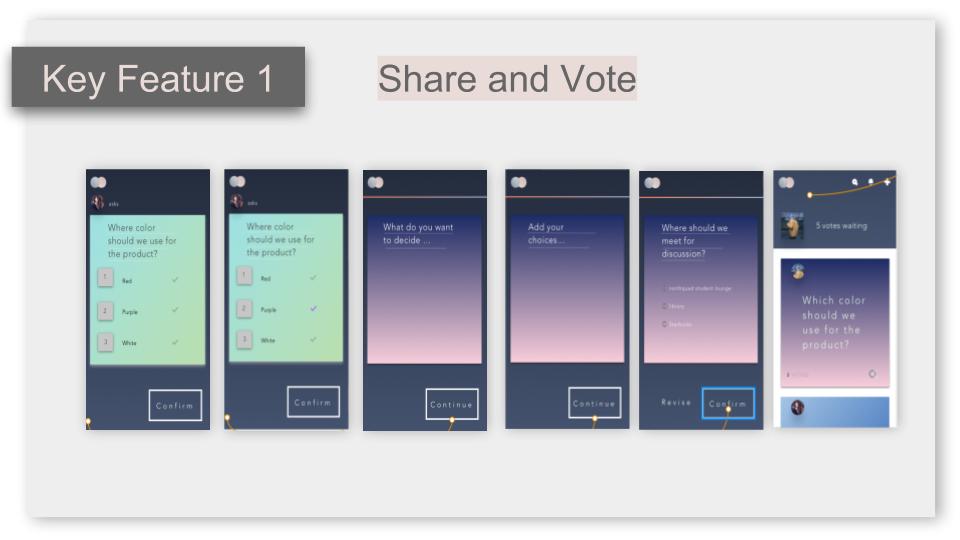 Key Feature 1
Share and Vote
asks
Where color
should we use for
the product?
1 Red
2 Purple
3 White
Confirm
asks
Where color
should we use for
the product?
1 Red
2 Purple
3 White
Confirm
What do you want
to decide ...
Continue
Add your
choices...
Continue
Where should we
meet for
discussion?
northquad student lounge
library
Starbucks
Revise Confirm
5 votes waiting
Which color
should we
use for the
product?